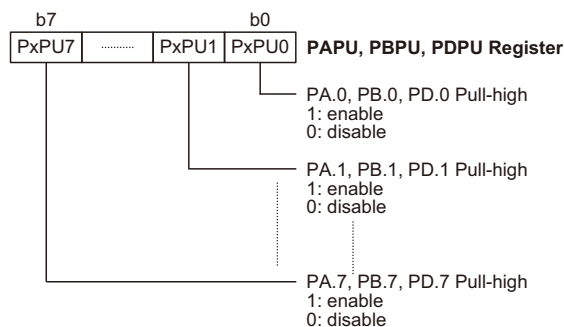 b7 b0
PxPU7 ............ PxPU1 PxPU0 PAPU, PBPU, PDPU Register
PA.0, PB.0, PD.0 Pull-high
1: enable
0: disable
PA.1, PB.1, PD.1 Pull-high
1: enable
0: disable
PA.7, PB.7, PD.7 Pull-high
1: enable
0: disable